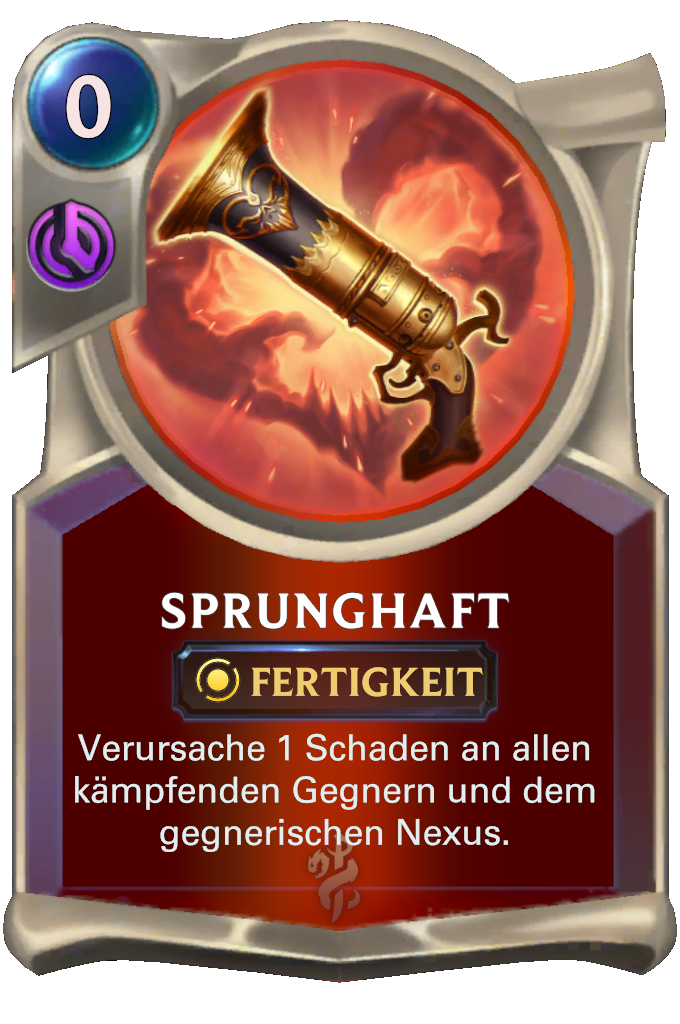 0
SPRUNGHAFT
FERTIGKEIT
Verursache 1 Schaden an allen
kämpfenden Gegnern und dem
gegnerischen Nexus.